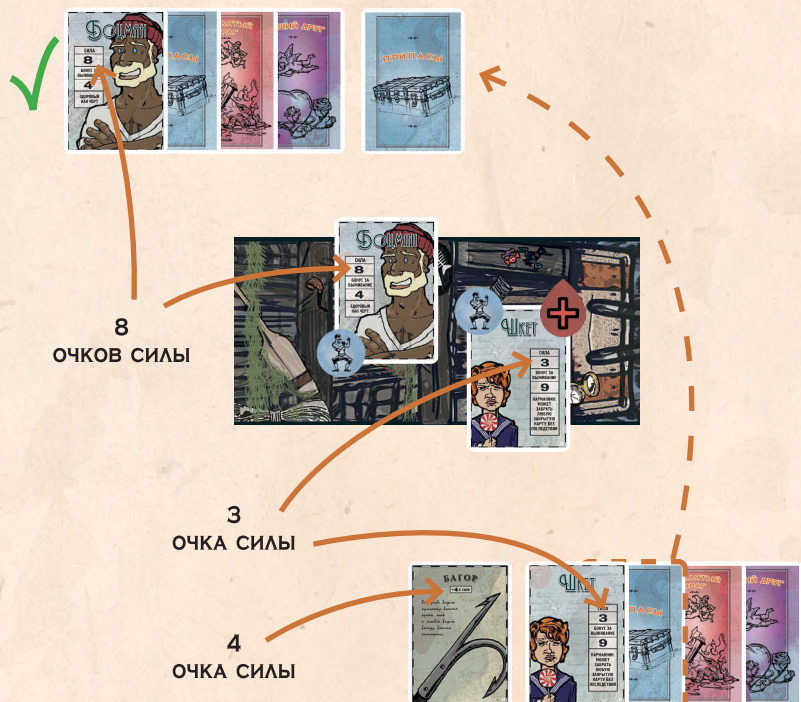 Боцман
СИЛА
8
БОНУС ЗА
ВЫЖИВАНИЕ
4
ЗДОРОВЫЙ
КАК ЧЁРТ
ПРИПАСЫ
ПРИПАСЫ
Боцман
СИЛА
8
БОНУС ЗА
ВЫЖИВАНИЕ
4
ЗДОРОВЫЙ
КАК ЧЁРТ
Шкет
СИЛА
3
БОНУС ЗА
ВЫЖИВАНИЕ
9
КАРМАННИК:
МОЖЕТ
ЗАБРАТЬ
ЛЮБУЮ
ЗАКРЫТУЮ
КАРТУ БЕЗ
ПОСЛЕДСТВИЙ
8
ОЧКОВ СИЛЫ
3
ОЧКА СИЛЫ
4
ОЧКА СИЛЫ
БАГОР
Шкет
СИЛА
3
БОНУС ЗА
ВЫЖИВАНИЕ
9
КАРМАННИК:
МОЖЕТ
ЗАБРАТЬ
ЛЮБУЮ
ЗАКРЫТУЮ
КАРТУ БЕЗ
ПОСЛЕДСТВИЙ